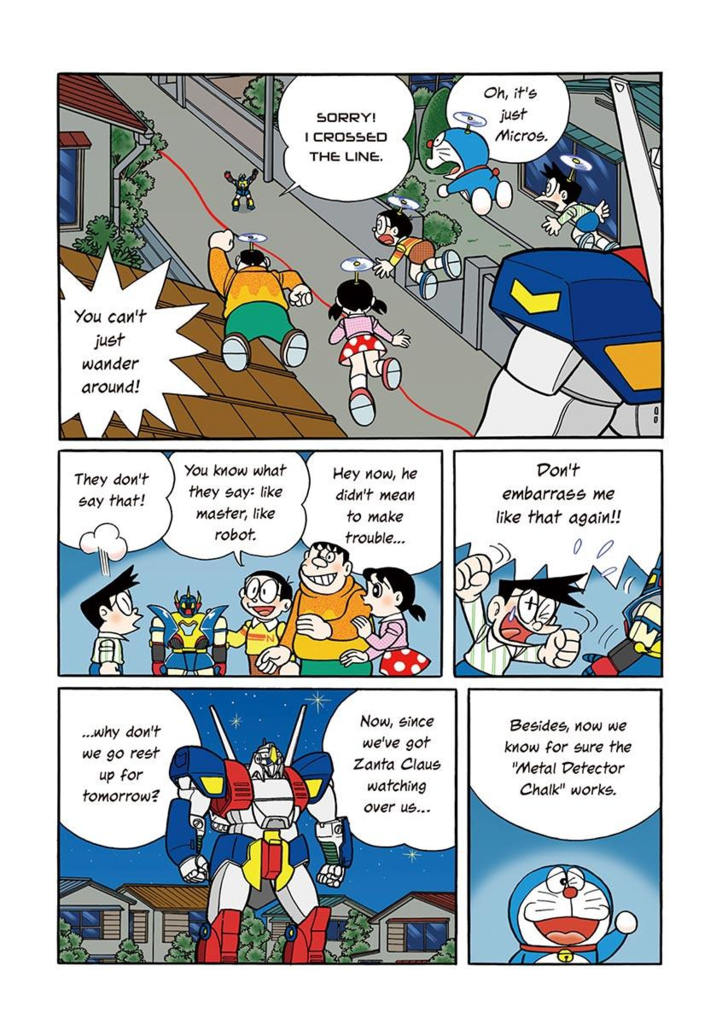 Oh, it's
just
Micros.
SORRY!
I CROSSED
THE LINE.
You can't
just
wander
around!
Don't
embarrass me
like that again!!
Hey now, he
didn't mean
to make
trouble...
You know what
they say: like
master, like
robot.
They don't
say that!
Besides, now we
know for sure the
"Metal Detector
Chalk" works.
Now, since
we've got
Zanta Claus
watching
over us...
...why don't
we go rest
up for
tomorrow?